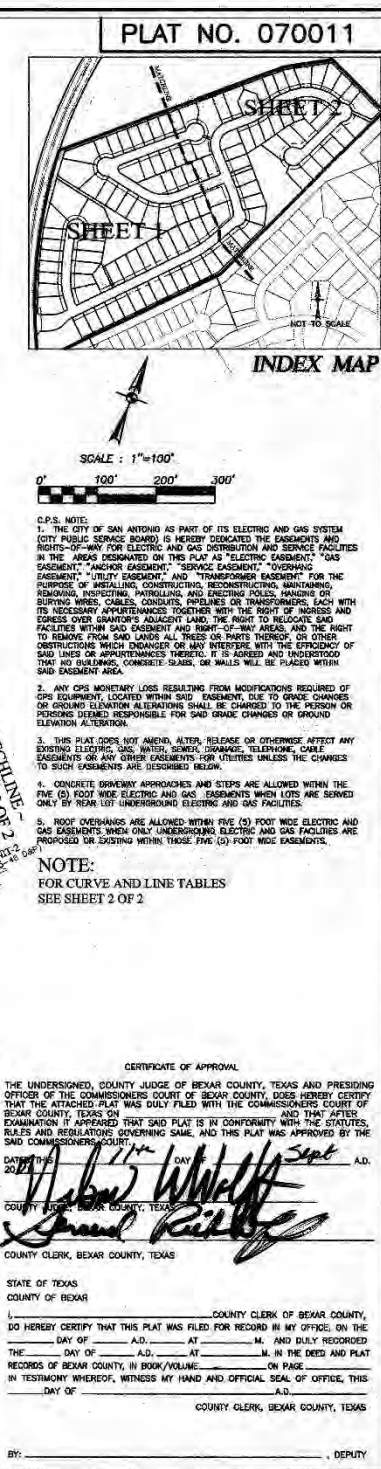 PLAT NO. 070011
MATCHLINE
SHEET 2
SHEET 1
MATCHLINE
NOT TO SCALE
INDEX MAP
SCALE : 1"=100'
0' 100' 200' 300'
C.P.S. NOTE:
1. THE CITY OF SAN ANTONIO AS PART OF ITS ELECTRIC AND GAS SYSTEM
(CITY PUBLIC SERVICE BOARD) IS HEREBY DEDICATED THE EASEMENTS AND
RIGHTS-OF-WAY FOR ELECTRIC AND GAS DISTRIBUTION AND SERVICE FACILITIES
IN THE AREAS DESIGNATED ON THIS PLAT AS "ELECTRIC EASEMENT," "GAS
EASEMENT," "ANCHOR EASEMENT," "SERVICE EASEMENT," "OVERHANG
EASEMENT," "UTILITY EASEMENT," AND "TRANSFORMER EASEMENT" FOR THE
PURPOSE OF INSTALLING, CONSTRUCTING, RECONSTRUCTING, MAINTAINING,
REMOVING, INSPECTING, PATROLLING, AND ERECTING POLES, HANGING OR
BURYING WIRES, CABLES, CONDUITS, PIPELINES OR TRANSFORMERS, EACH WITH
ITS NECESSARY APPURTENANCES TOGETHER WITH THE RIGHT OF INGRESS AND
EGRESS OVER GRANTOR'S ADJACENT LAND, THE RIGHT TO RELOCATE SAID
FACILITIES WITHIN SAID EASEMENT AND RIGHT-OF-WAY AREAS, AND THE RIGHT
TO REMOVE FROM SAID LANDS ALL TREES OR PARTS THEREOF, OR OTHER
OBSTRUCTIONS WHICH ENDANGER OR MAY INTERFERE WITH THE EFFICIENCY OF
SAID LINES OR APPURTENANCES THERETO. IT IS AGREED AND UNDERSTOOD
THAT NO BUILDINGS, CONCRETE SLABS, OR WALLS WILL BE PLACED WITHIN
SAID EASEMENT AREA.
2. ANY CPS MONETARY LOSS RESULTING FROM MODIFICATIONS REQUIRED OF
CPS EQUIPMENT, LOCATED WITHIN SAID EASEMENT, DUE TO GRADE CHANGES
OR GROUND ELEVATION ALTERATIONS SHALL BE CHARGED TO THE PERSON OR
PERSONS DEEMED RESPONSIBLE FOR SAID GRADE CHANGES OR GROUND
ELEVATION ALTERATION.
3. THIS PLAT DOES NOT AMEND, ALTER, RELEASE OR OTHERWISE AFFECT ANY
EXISTING ELECTRIC, GAS, WATER, SEWER, DRAINAGE, TELEPHONE, CABLE
EASEMENTS OR ANY OTHER EASEMENTS FOR UTILITIES UNLESS THE CHANGES
TO SUCH EASEMENTS ARE DESCRIBED BELOW.
4. CONCRETE DRIVEWAY APPROACHES AND STEPS ARE ALLOWED WITHIN THE
FIVE (5) FOOT WIDE ELECTRIC AND GAS EASEMENTS WHEN LOTS ARE SERVED
ONLY BY REAR LOT UNDERGROUND ELECTRIC AND GAS FACILITIES.
5. ROOF OVERHANGS ARE ALLOWED WITHIN FIVE (5) FOOT WIDE ELECTRIC AND
GAS EASEMENTS WHEN ONLY UNDERGROUND ELECTRIC AND GAS FACILITIES ARE
PROPOSED OR EXISTING WITHIN THOSE FIVE (5) FOOT WIDE EASEMENTS.
NOTE:
FOR CURVE AND LINE TABLES
SEE SHEET 2 OF 2
CERTIFICATE OF APPROVAL
THE UNDERSIGNED, COUNTY JUDGE OF BEXAR COUNTY, TEXAS AND PRESIDING
OFFICER OF THE COMMISSIONERS COURT OF BEXAR COUNTY, DOES HEREBY CERTIFY
THAT THE ATTACHED PLAT WAS DULY FILED WITH THE COMMISSIONERS COURT OF
BEXAR COUNTY, TEXAS ON AND THAT AFTER
EXAMINATION IT APPEARED THAT SAID PLAT IS IN CONFORMITY WITH THE STATUTES,
RULES AND REGULATIONS GOVERNING SAME, AND THIS PLAT WAS APPROVED BY THE
SAID COMMISSIONERS COURT.
DATED THIS 11th DAY OF Sept A.D.
20
COUNTY JUDGE, BEXAR COUNTY, TEXAS
COUNTY CLERK, BEXAR COUNTY, TEXAS
STATE OF TEXAS
COUNTY OF BEXAR
I, COUNTY CLERK OF BEXAR COUNTY,
DO HEREBY CERTIFY THAT THIS PLAT WAS FILED FOR RECORD IN MY OFFICE, ON THE
DAY OF A.D. AT M. AND DULY RECORDED
THE DAY OF A.D. AT M. IN THE DEED AND PLAT
RECORDS OF BEXAR COUNTY, IN BOOK/VOLUME ON PAGE
IN TESTIMONY WHEREOF, WITNESS MY HAND AND OFFICIAL SEAL OF OFFICE, THIS
DAY OF A.D.
COUNTY CLERK, BEXAR COUNTY, TEXAS
BY: , DEPUTY